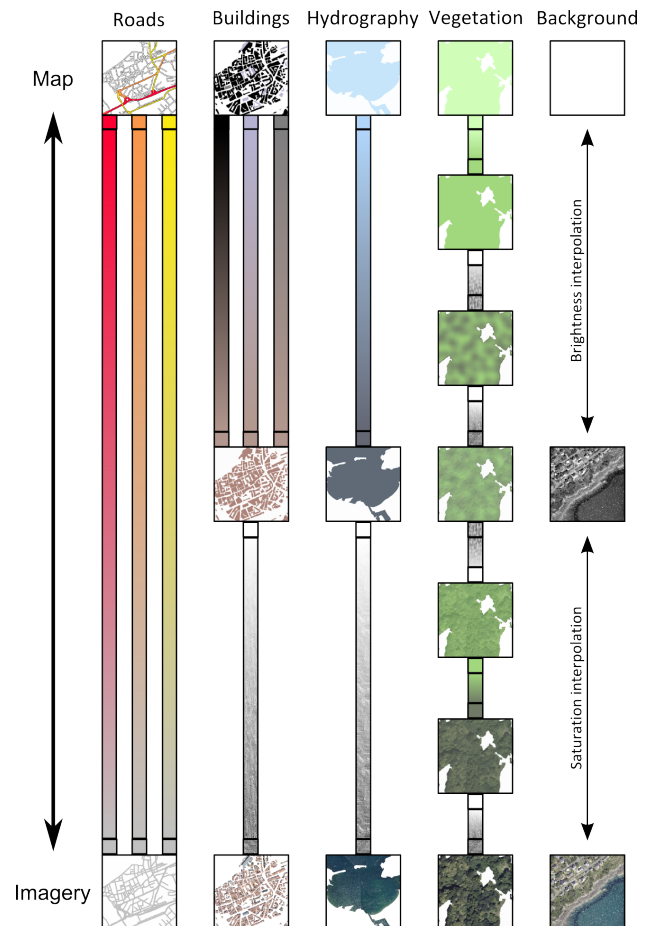 Roads
Buildings
Hydrography
Vegetation
Background
Map
Brightness interpolation
Saturation interpolation
Imagery